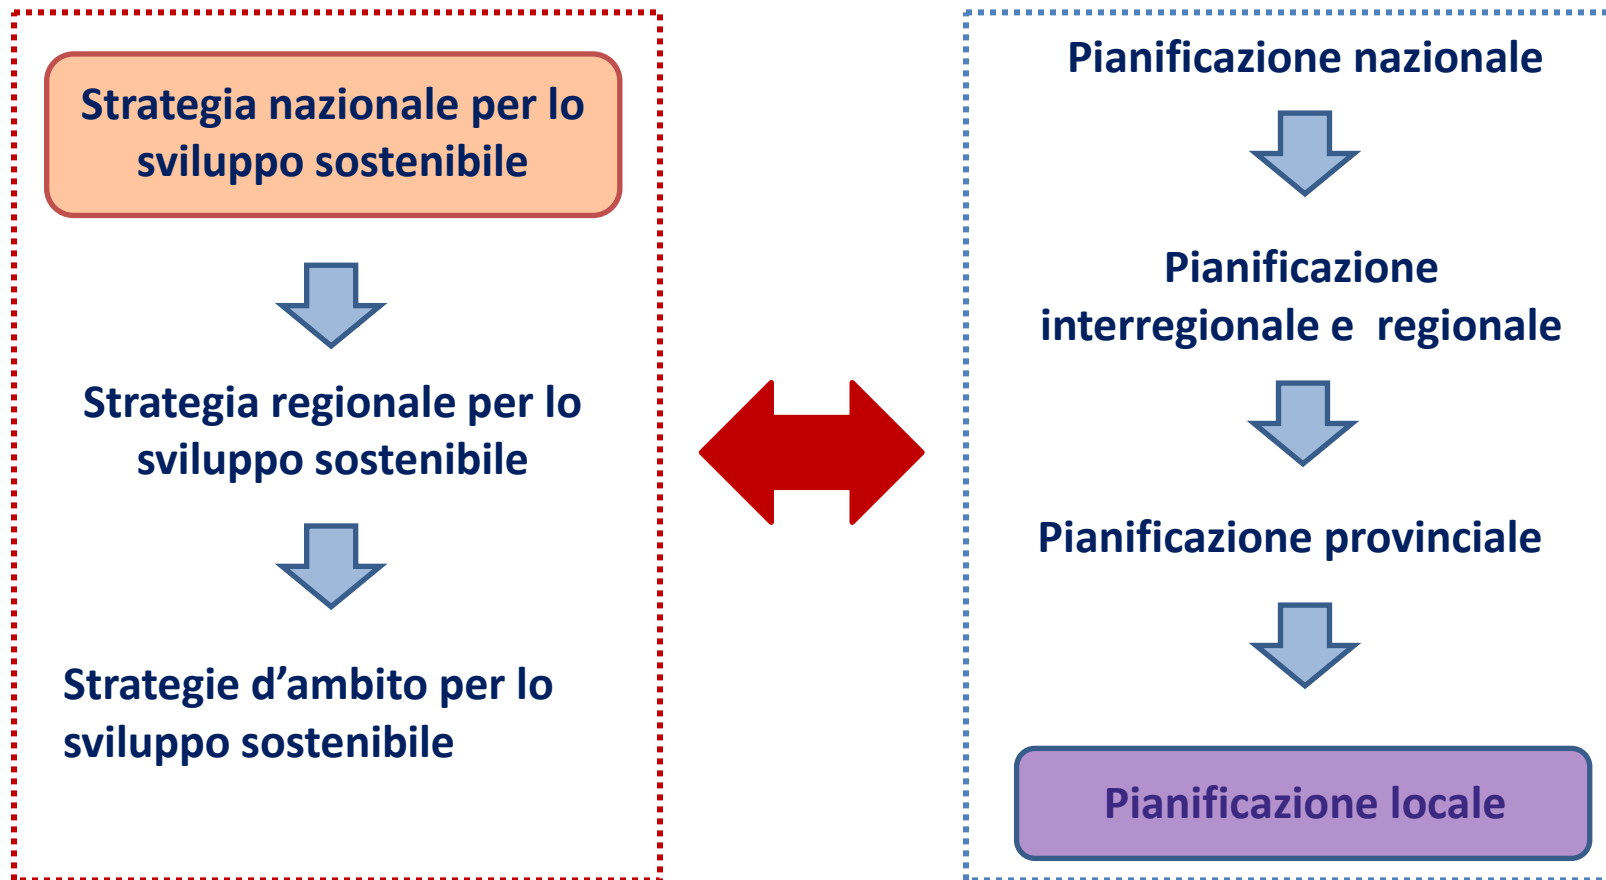 Strategia nazionale per lo
sviluppo sostenibile
Strategia regionale per lo
sviluppo sostenibile
Strategie d’ambito per lo
sviluppo sostenibile
Pianificazione nazionale
Pianificazione
interregionale e  regionale
Pianificazione provinciale
Pianificazione locale